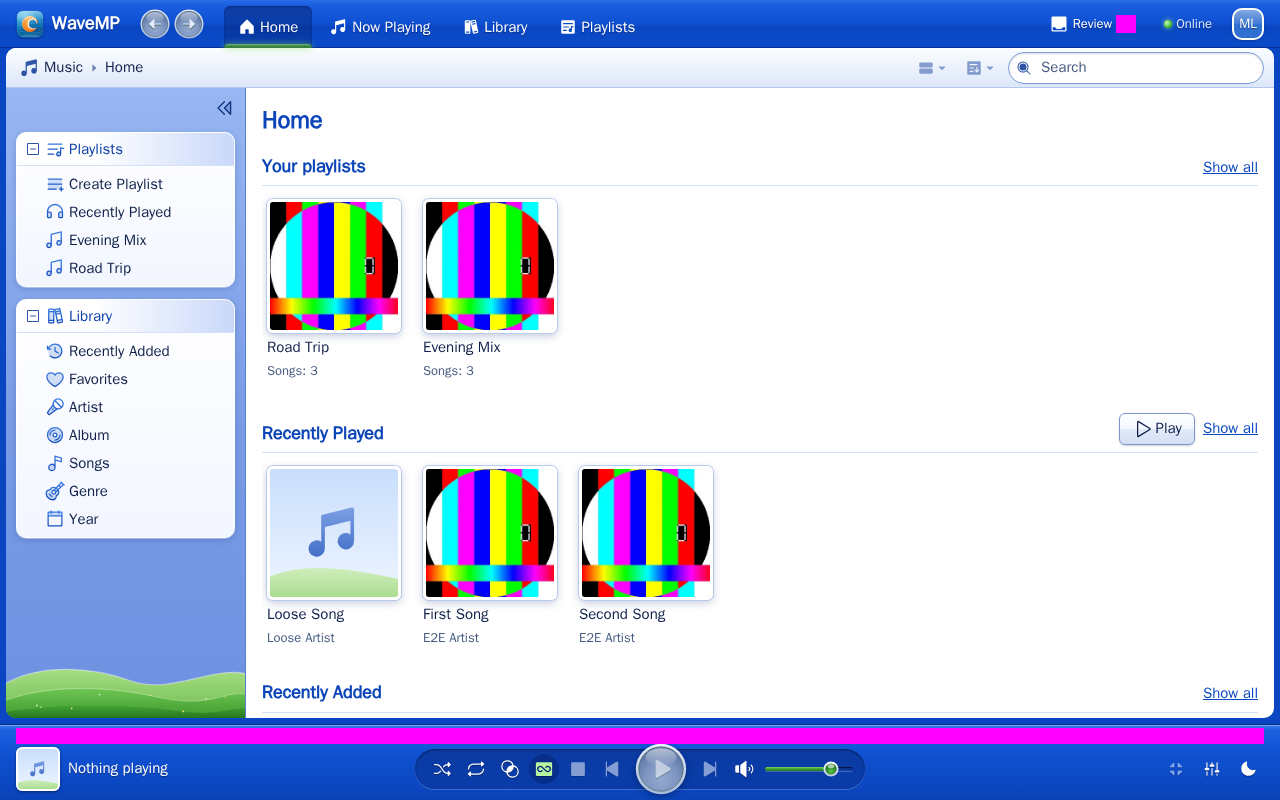 WaveMP
Home
Now Playing
Library
Playlists
Review
Online
ML
Music
Home
Search
Playlists
Create Playlist
Recently Played
Evening Mix
Road Trip
Library
Recently Added
Favorites
Artist
Album
Songs
Genre
Year
Home
Your playlists
Show all
Road Trip
Songs: 3
Evening Mix
Songs: 3
Recently Played
Play
Show all
Loose Song
Loose Artist
First Song
E2E Artist
Second Song
E2E Artist
Recently Added
Show all
Nothing playing